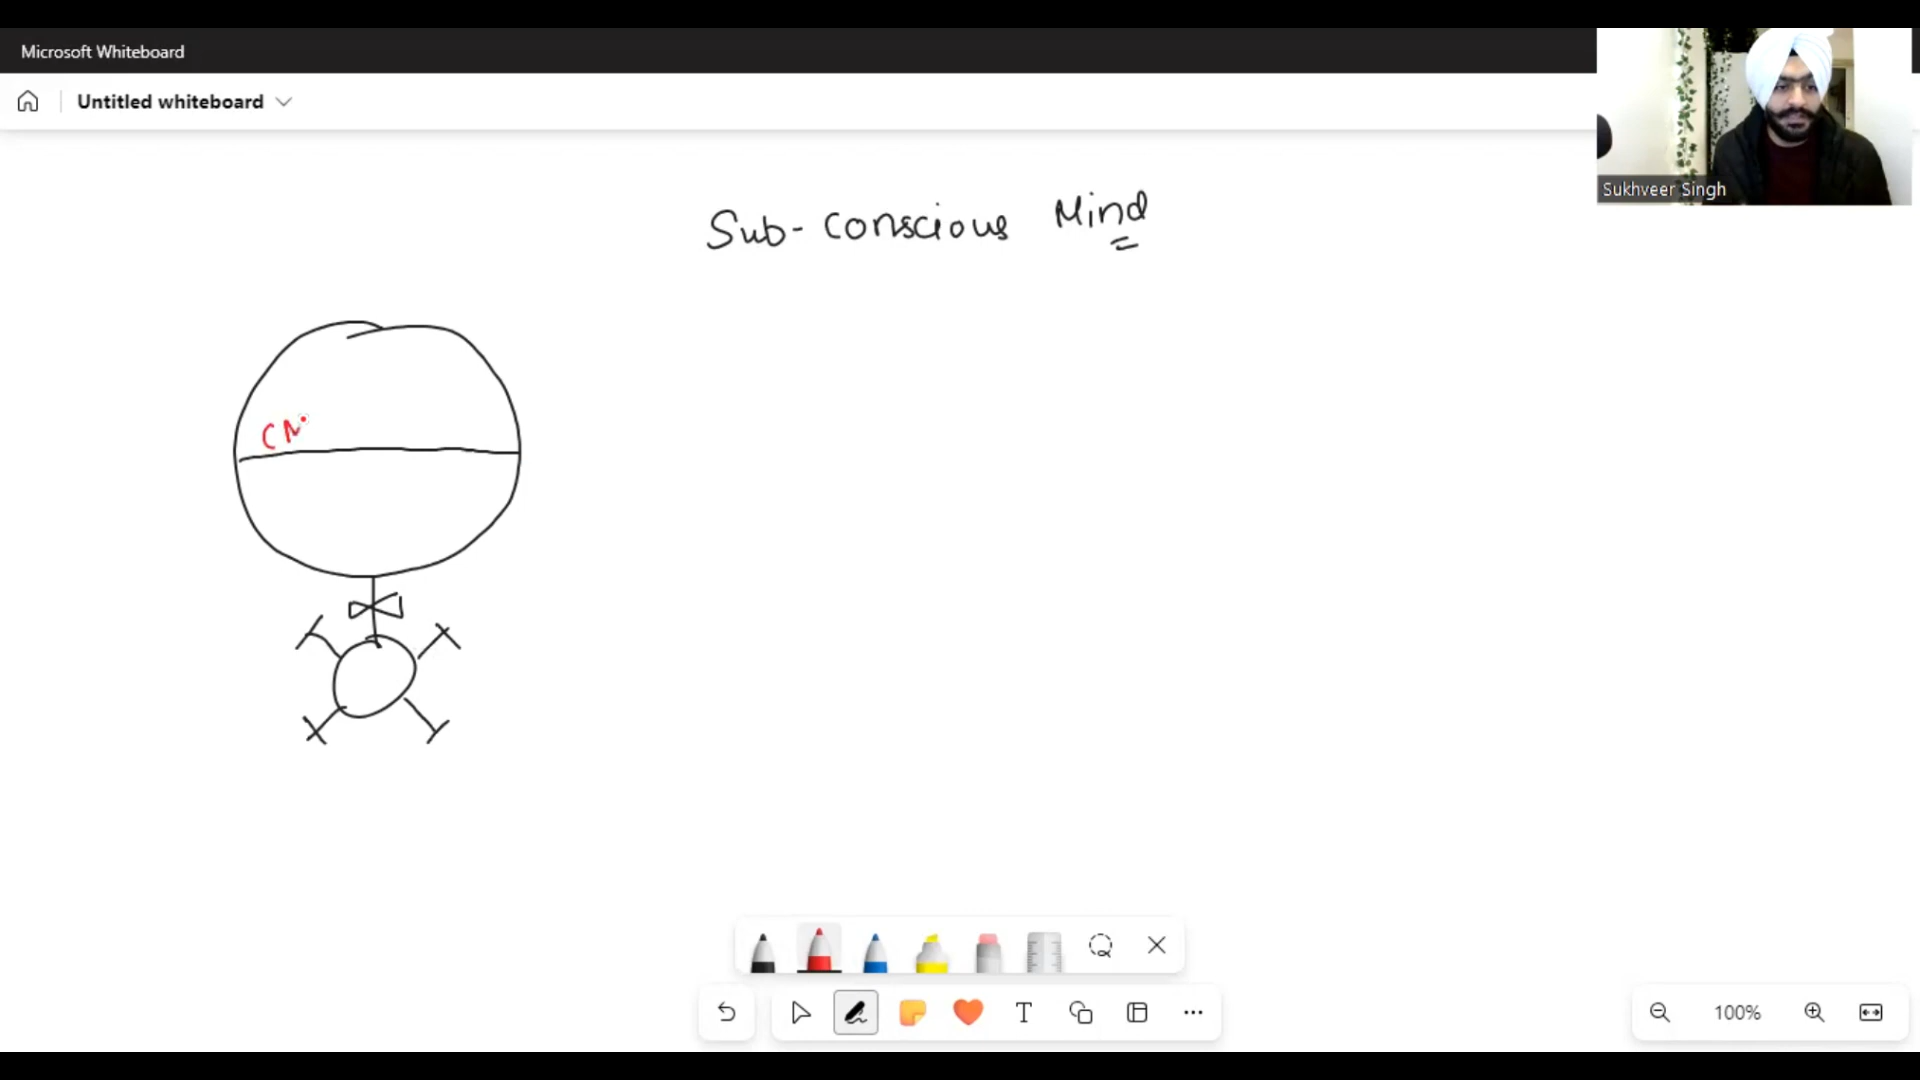 Microsoft Whiteboard
Untitled whiteboard
Sukhveer Singh
Sub-Conscious Mind
CM
T
100%